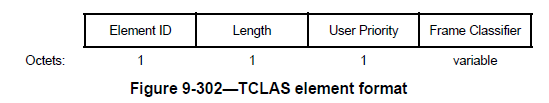 Element ID Length User Priority Frame Classifier
Octets: 1 1 1 variable
Figure 9-302—TCLAS element format